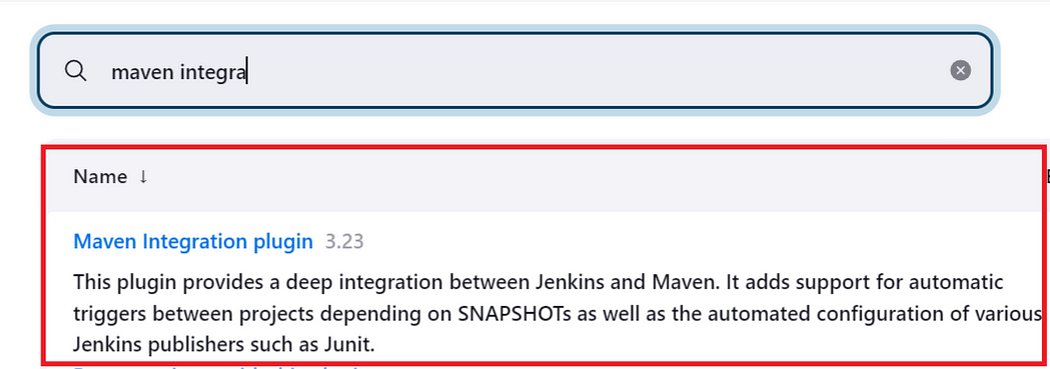 maven integra
Name ↓
Maven Integration plugin 3.23
This plugin provides a deep integration between Jenkins and Maven. It adds support for automatic
triggers between projects depending on SNAPSHOTs as well as the automated configuration of various
Jenkins publishers such as Junit.